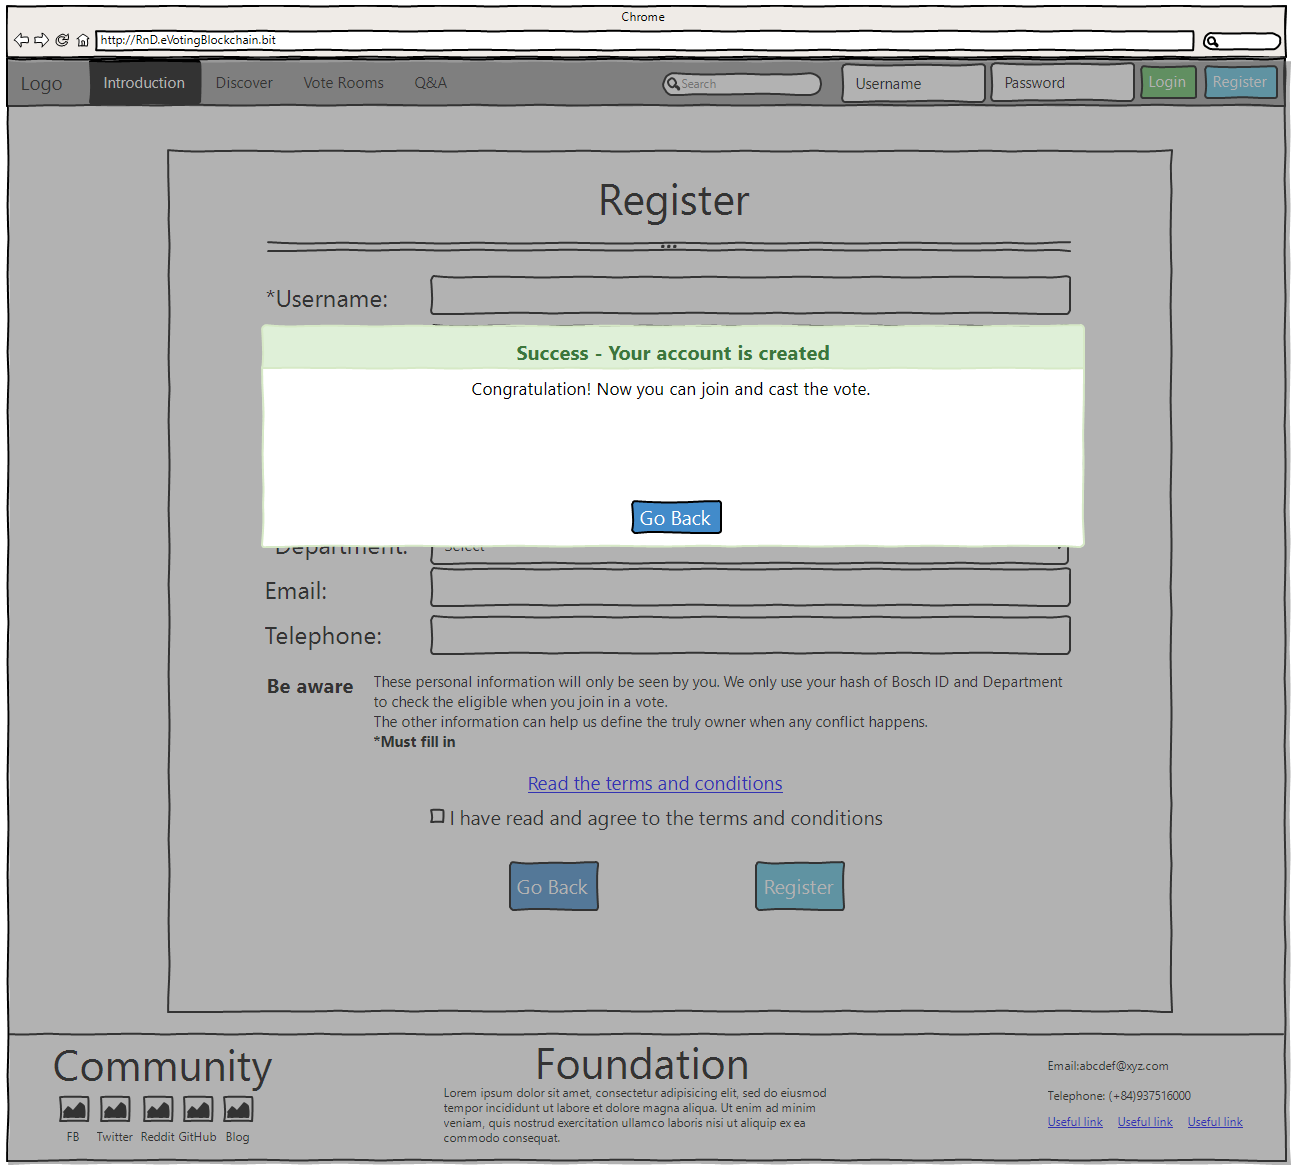 Chrome
http://RnD.eVotingBlockchain.bit
Logo Introduction Discover Vote Rooms Q&A Search Username Password Login Register
Register
*Username:
Success - Your account is created
Congratulation! Now you can join and cast the vote.
Go Back
Department: Select
Email:
Telephone:
Be aware
These personal information will only be seen by you. We only use your hash of Bosch ID and Department
to check the eligible when you join in a vote.
The other information can help us define the truly owner when any conflict happens.
*Must fill in
Read the terms and conditions
I have read and agree to the terms and conditions
Go Back Register
Community
FB Twitter Reddit GitHub Blog
Foundation
Lorem ipsum dolor sit amet, consectetur adipisicing elit, sed do eiusmod
tempor incididunt ut labore et dolore magna aliqua. Ut enim ad minim
veniam, quis nostrud exercitation ullamco laboris nisi ut aliquip ex ea
commodo consequat.
Email:abcdef@xyz.com
Telephone: (+84)937516000
Useful link Useful link Useful link